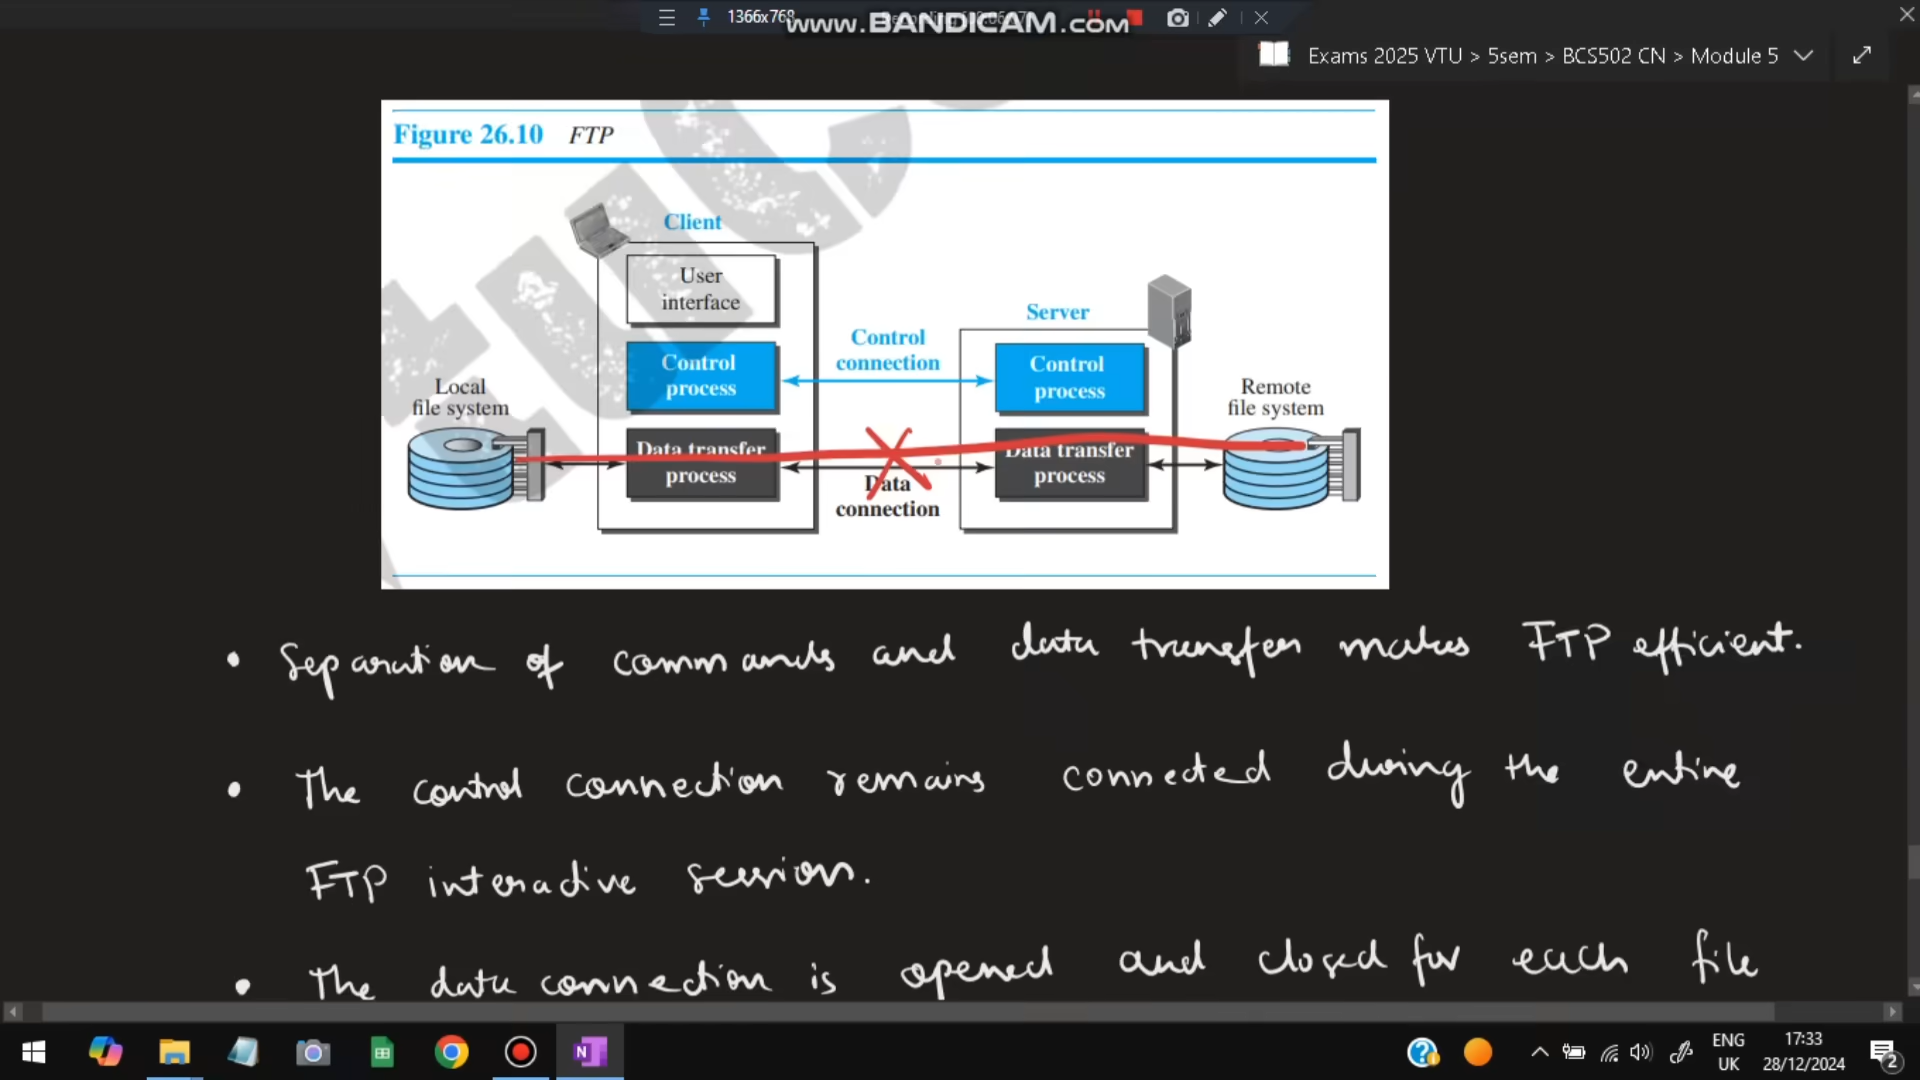 1366x768
www.BANDICAM.com
Exams 2025 VTU > 5sem > BCS502 CN > Module 5
Figure 26.10 FTP
Client
User
interface
Server
Control
connection
Control
process
Control
process
Local
file system
Remote
file system
Data transfer
process
Data transfer
process
Data
connection
• Separation of commands and data transfer makes FTP efficient.
• The control connection remains connected during the entire
FTP interactive session.
• The data connection is opened and closed for each file
ENG
UK
17:33
28/12/2024
2